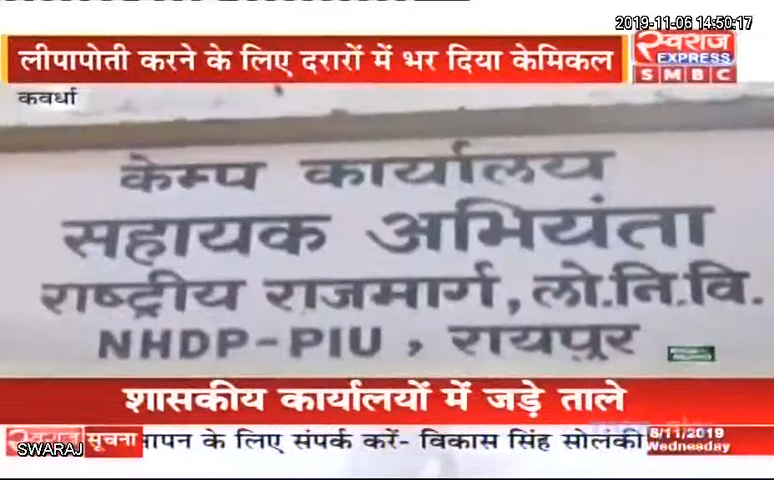 2019-11-06 14:50:17
लीपापोती करने के लिए दरारों में भर दिया केमिकल
स्वराज
EXPRESS
SMBC
कवर्धा
केम्प कार्यालय
सहायक अभियंता
राष्ट्रीय राजमार्ग, लो.नि.वि.
NHDP-PIU, रायपुर
शासकीय कार्यालयों में जड़े ताले
स्वराज सूचना
ापन के लिए संपर्क करें- विकास सिंह सोलंकी
SWARAJ
6/11/2019
Wednesday